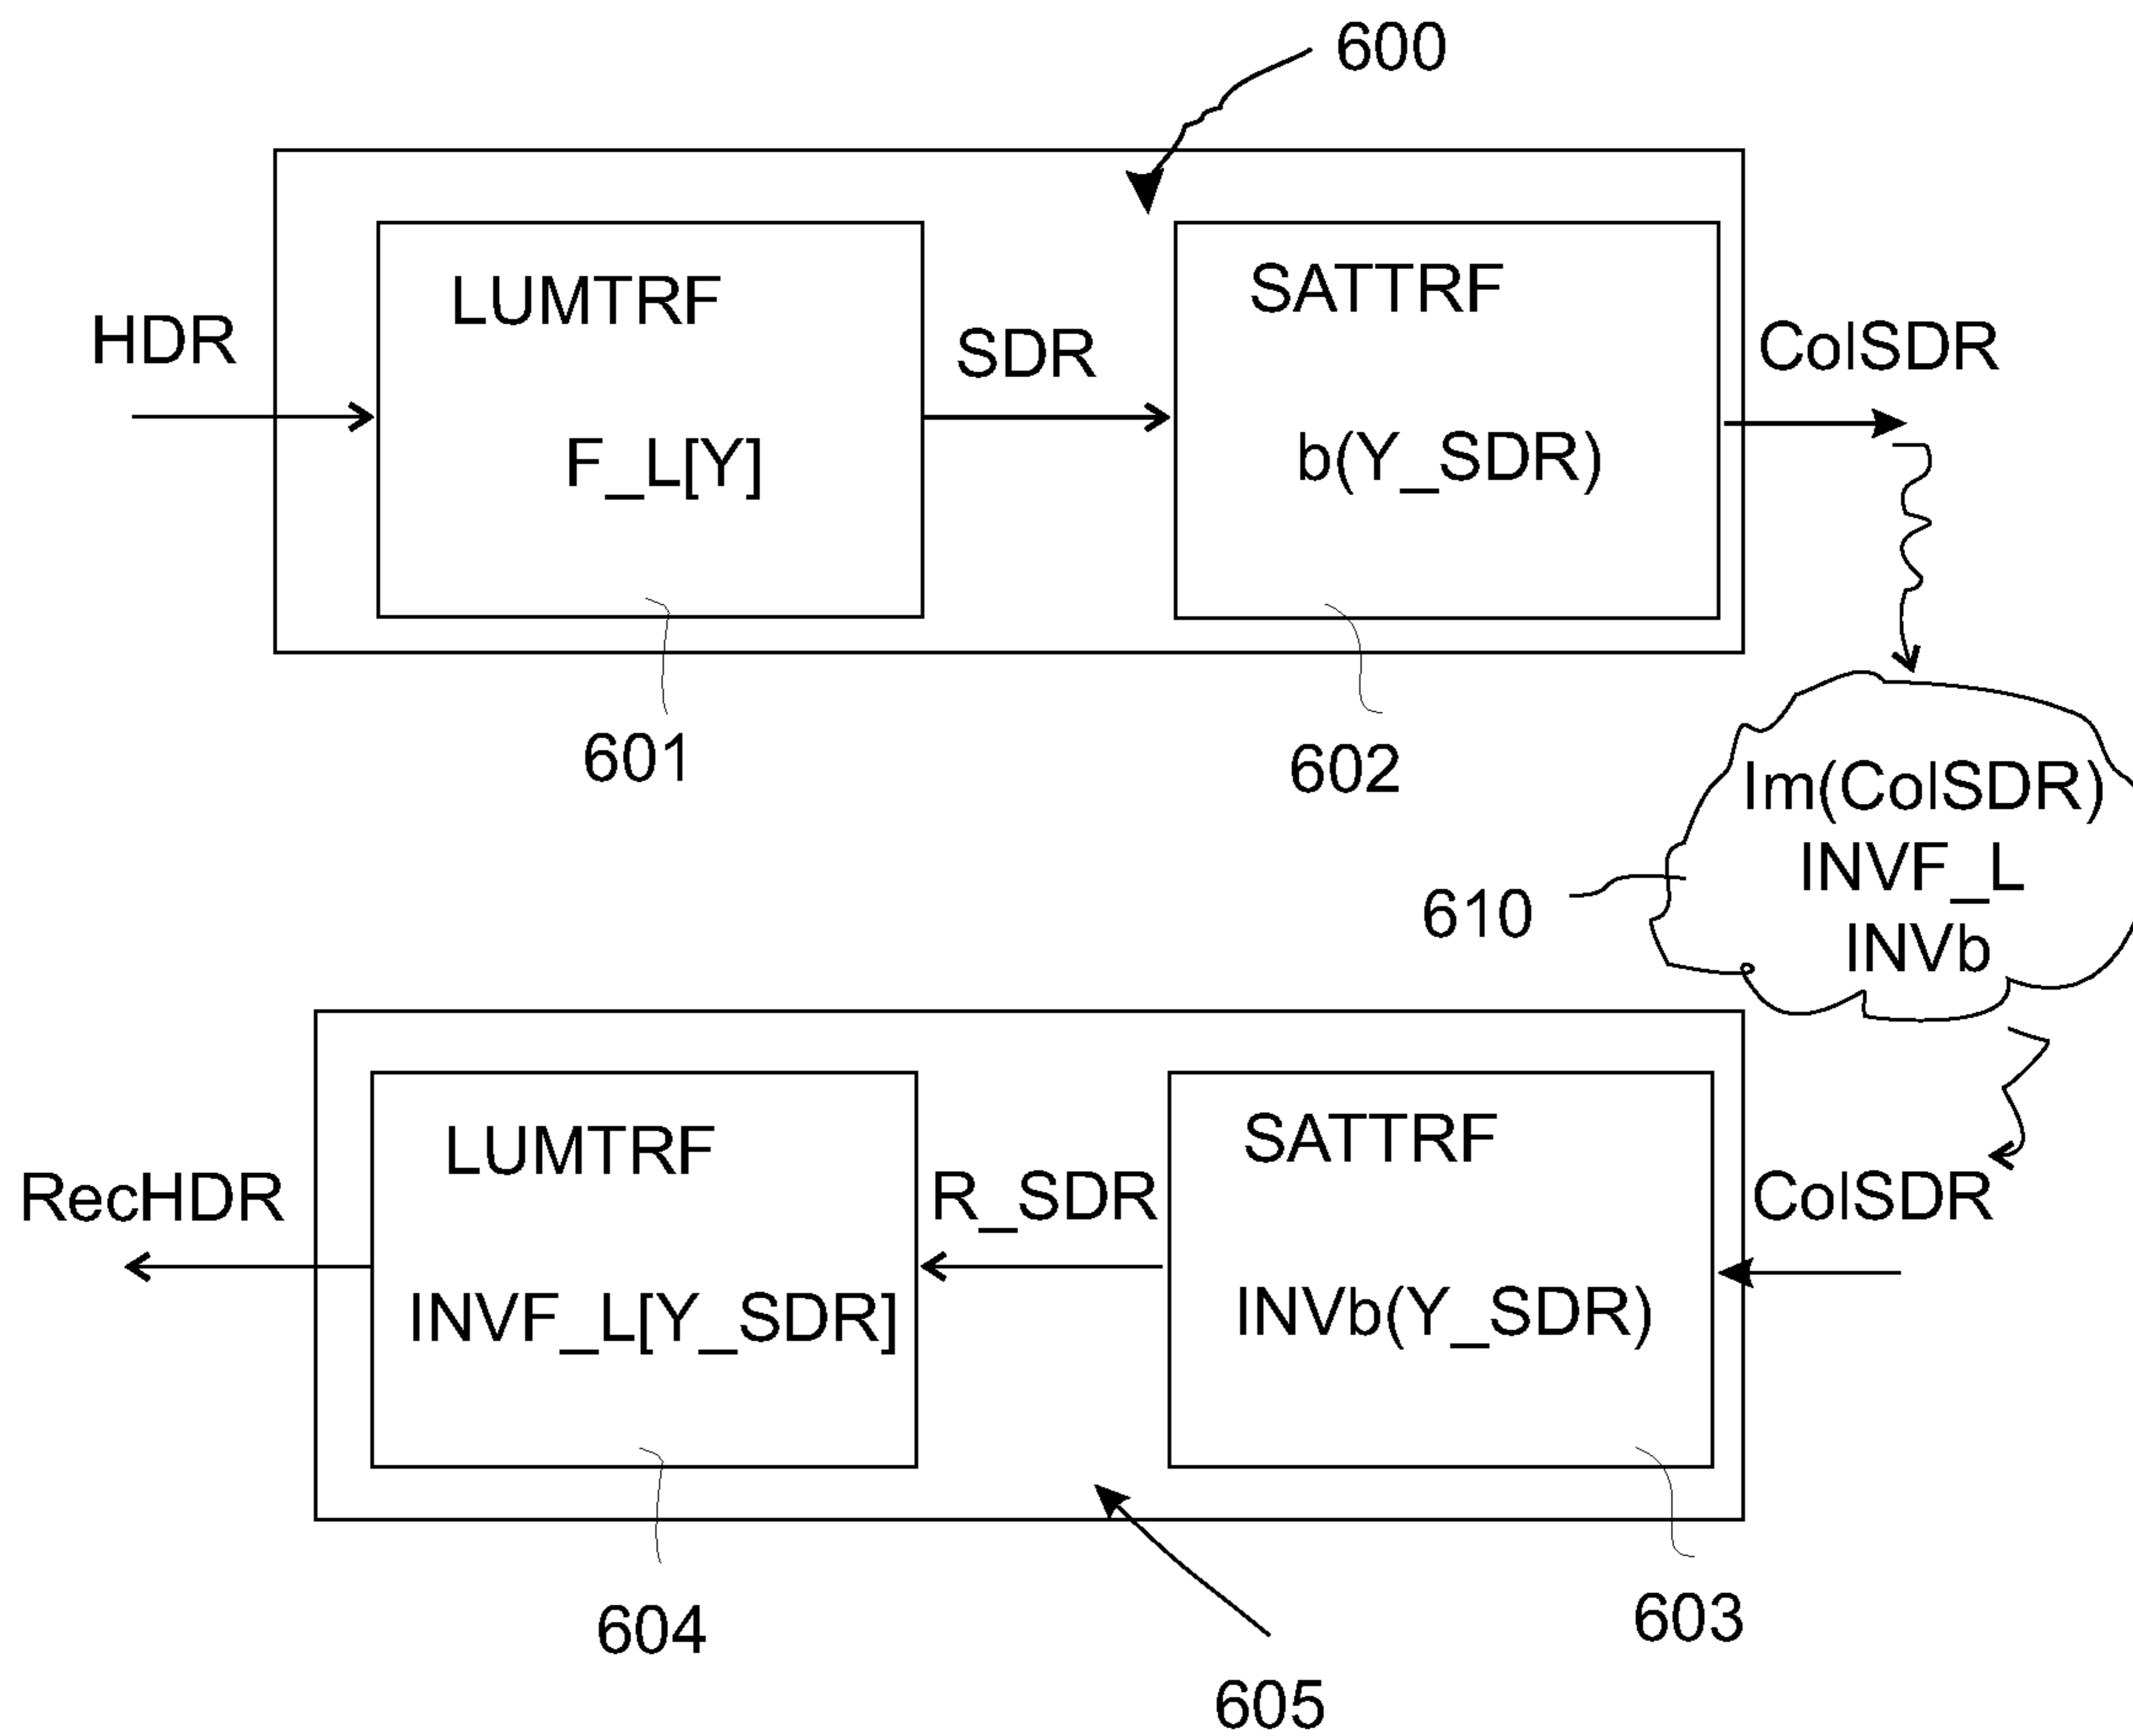 600
HDR
LUMTRF
F_L[Y]
SDR
SATTRF
b(Y_SDR)
ColSDR
601
602
Im(ColSDR)
INVF_L
INVb
610
RecHDR
LUMTRF
INVF_L[Y_SDR]
R_SDR
SATTRF
INVb(Y_SDR)
ColSDR
604
603
605